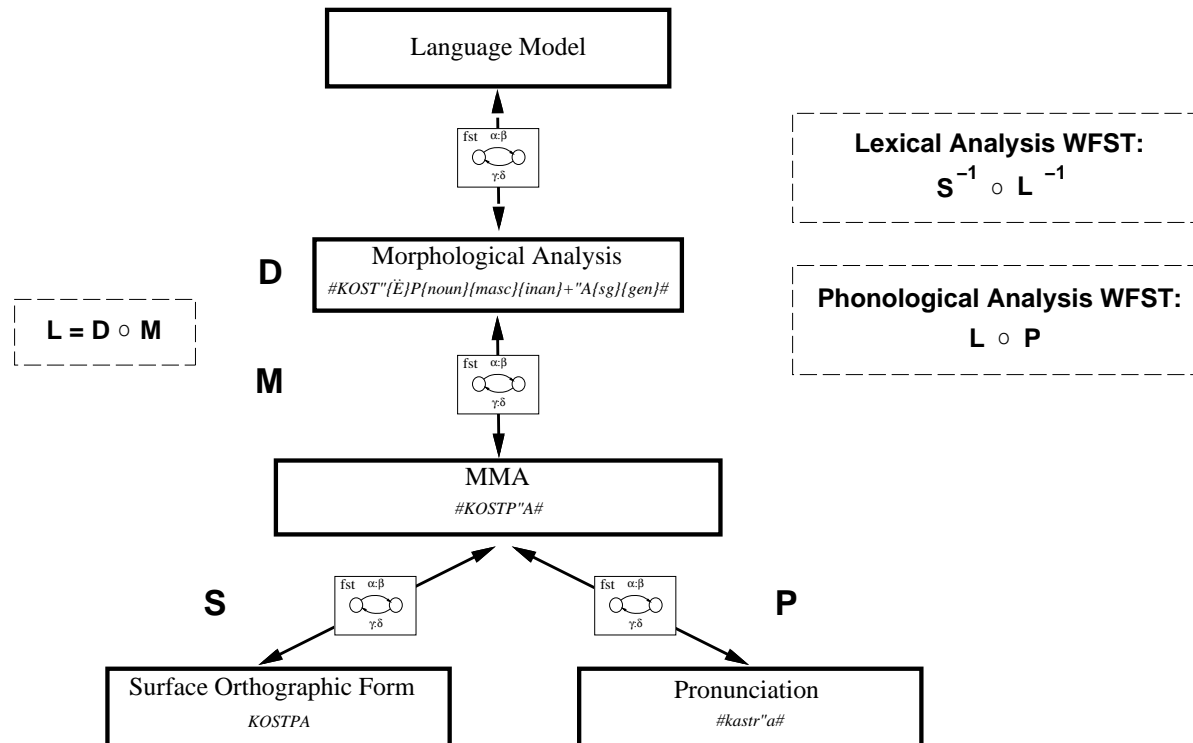 Language Model
fst α:β
γ:δ
Lexical Analysis WFST:
S⁻¹ ○ L⁻¹
D
Morphological Analysis
#KOST"{Ë}P{noun}{masc}{inan}+"A{sg}{gen}#
Phonological Analysis WFST:
L ○ P
L = D ○ M
M
fst α:β
γ:δ
MMA
#KOSTP"A#
S
fst α:β
γ:δ
fst α:β
γ:δ
P
Surface Orthographic Form
KOSTPA
Pronunciation
#kastr"a#